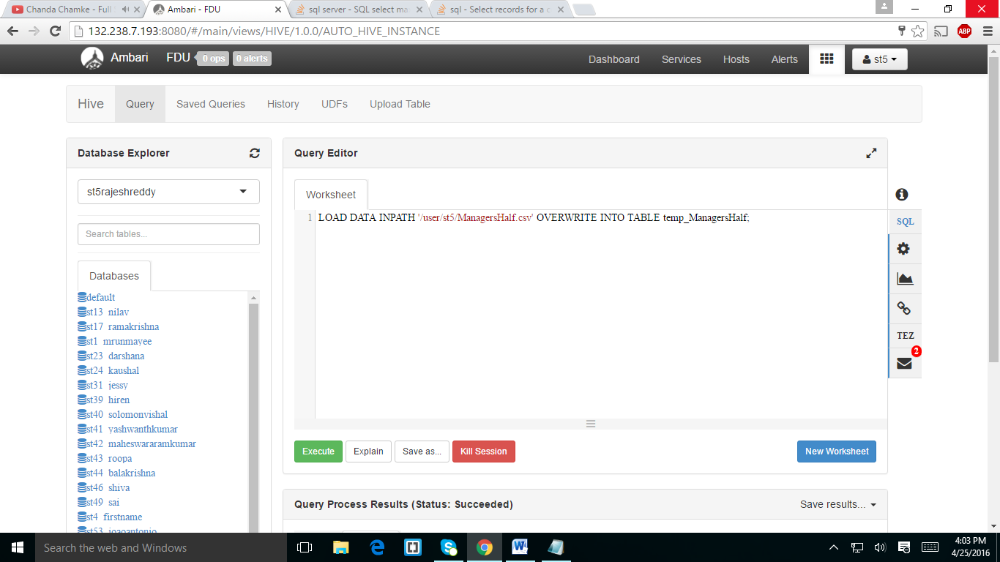 Chanda Chamke - Full
Ambari - FDU
sql server - SQL select ma
sql - Select records for a c
132.238.7.193:8080/#/main/views/HIVE/1.0.0/AUTO_HIVE_INSTANCE
ABP
Ambari FDU 0 ops 0 alerts Dashboard Services Hosts Alerts st5
Hive Query Saved Queries History UDFs Upload Table
Database Explorer
st5rajeshreddy
Search tables...
Databases
default
st13 nilav
st17 ramakrishna
st1 mrunmayee
st23 darshana
st24 kaushal
st31 jessy
st39 hiren
st40 solomonvishal
st41 yashwanthkumar
st42 maheswararamkumar
st43 roopa
st44 balakrishna
st46 shiva
st49 sai
st4 firstname
st53 joaoantonio
Query Editor
Worksheet
1 LOAD DATA INPATH '/user/st5/ManagersHalf.csv' OVERWRITE INTO TABLE temp_ManagersHalf;
SQL
TEZ
2
Execute Explain Save as... Kill Session New Worksheet
Query Process Results (Status: Succeeded) Save results...
Search the web and Windows
4:03 PM
4/25/2016